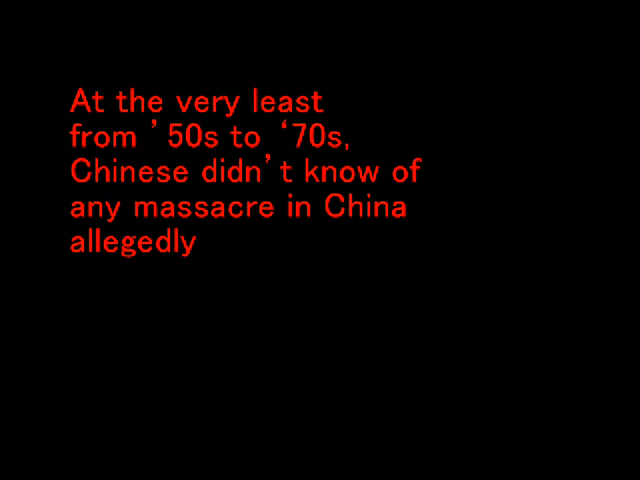 At the very least
from ’50s to ‘70s,
Chinese didn’t know of
any massacre in China
allegedly